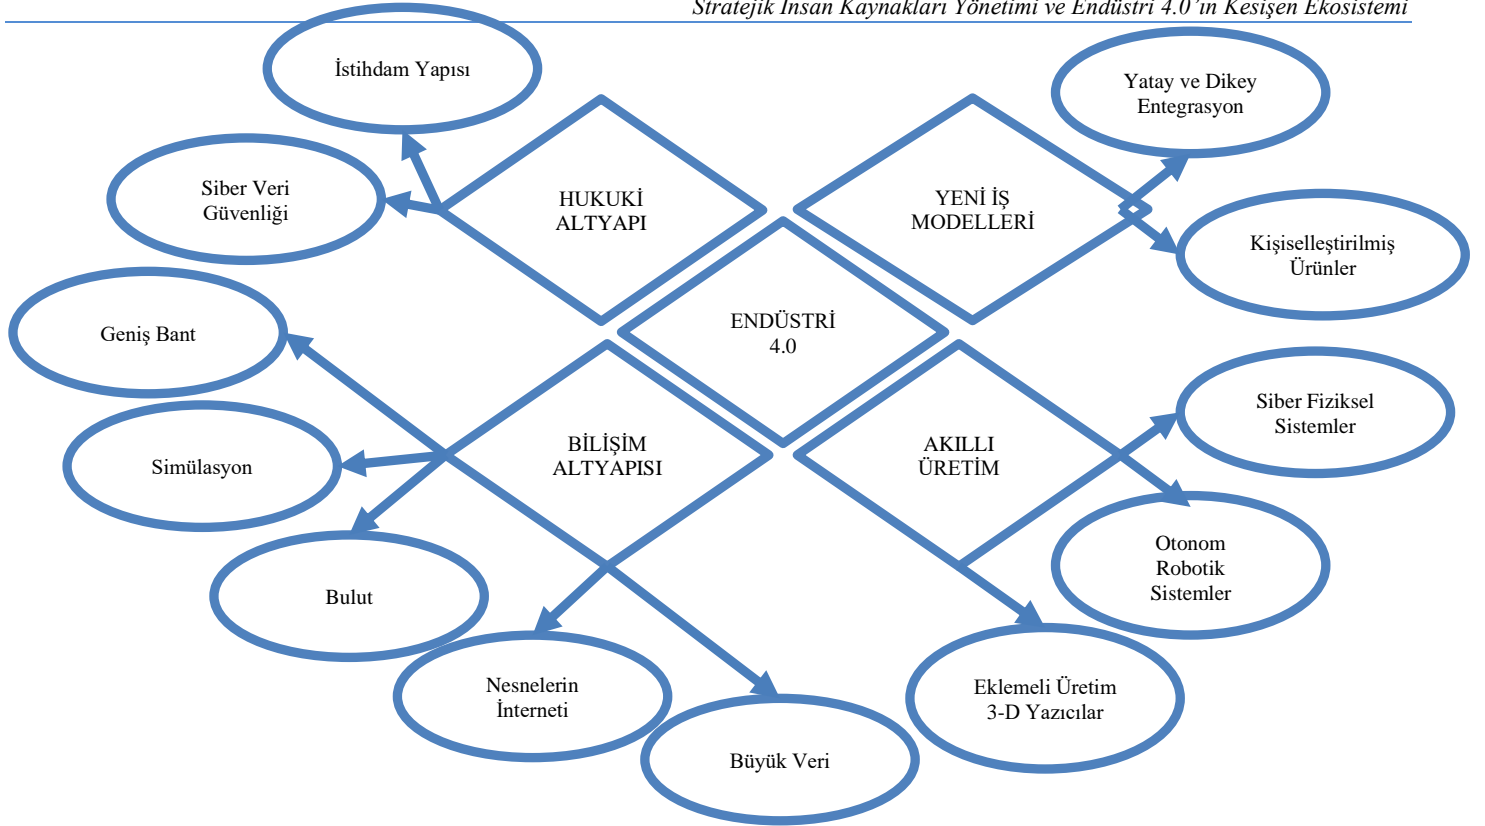 Stratejik İnsan Kaynakları Yönetimi ve Endüstri 4.0'ın Kesişen Ekosistemi
İstihdam Yapısı
Yatay ve Dikey
Entegrasyon
Siber Veri
Güvenliği
HUKUKİ
ALTYAPI
YENİ İŞ
MODELLERİ
Kişiselleştirilmiş
Ürünler
Geniş Bant
ENDÜSTRİ
4.0
Siber Fiziksel
Sistemler
Simülasyon
BİLİŞİM
ALTYAPISI
AKILLI
ÜRETİM
Otonom
Robotik
Sistemler
Bulut
Nesnelerin
İnterneti
Eklemeli Üretim
3-D Yazıcılar
Büyük Veri